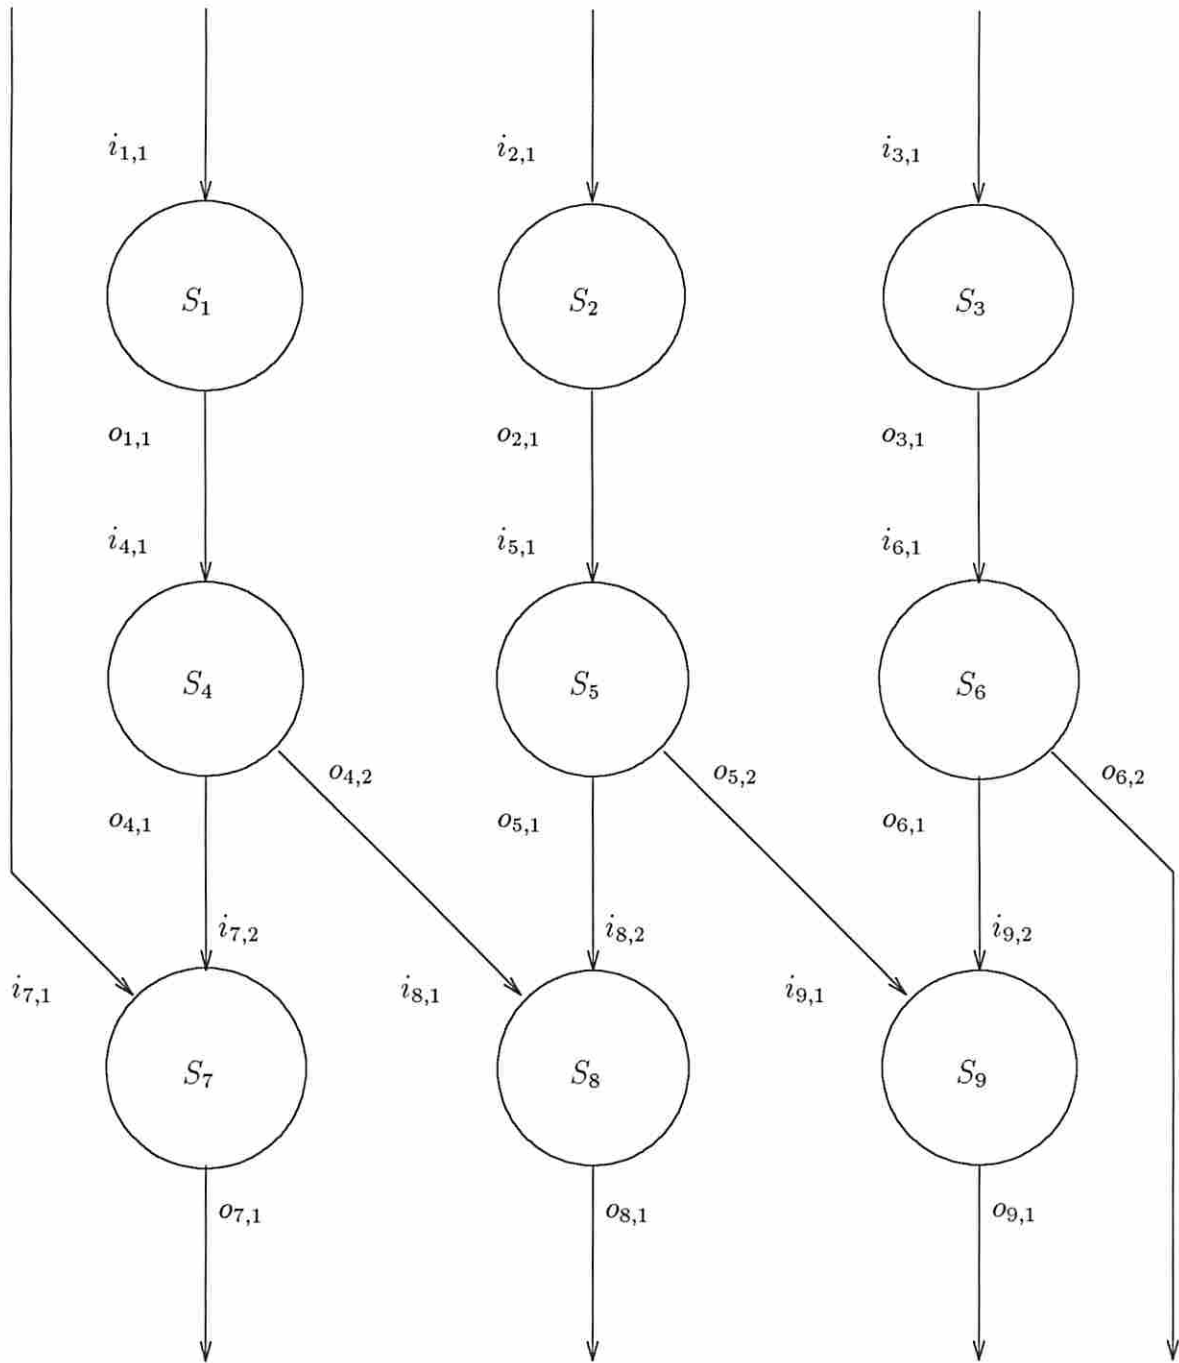 i1,1 i2,1 i3,1
S1 S2 S3
o1,1 o2,1 o3,1
i4,1 i5,1 i6,1
S4 S5 S6
o4,2 o5,2 o6,2
o4,1 o5,1 o6,1
i7,2 i8,2 i9,2
i7,1 i8,1 i9,1
S7 S8 S9
o7,1 o8,1 o9,1